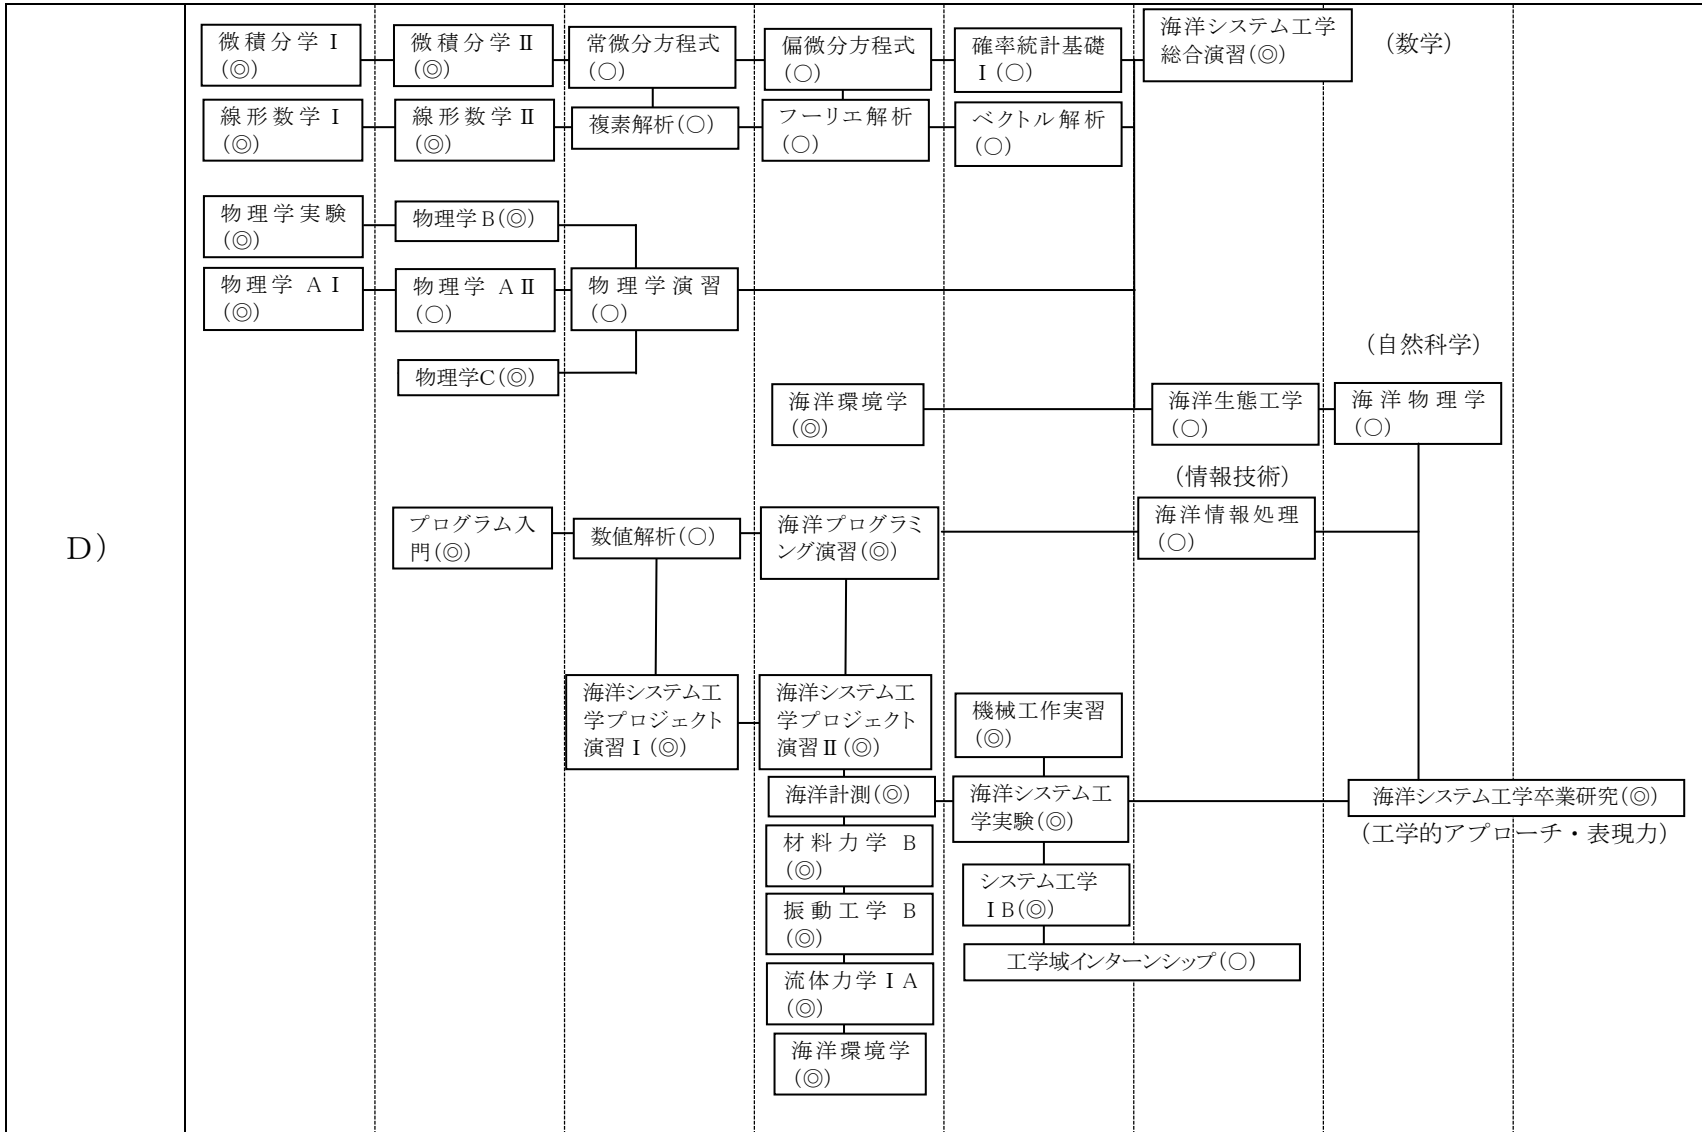 微積分学Ⅰ
(◎)
微積分学Ⅱ
(◎)
常微分方程式
(○)
偏微分方程式
(○)
確率統計基礎
Ⅰ(○)
海洋システム工学
総合演習(◎)
(数学)
線形数学Ⅰ
(◎)
線形数学Ⅱ
(◎)
複素解析(○)
フーリエ解析
(○)
ベクトル解析
(○)
物理学実験
(◎)
物理学B(◎)
物理学 AⅠ
(◎)
物理学 AⅡ
(○)
物理学演習
(○)
物理学C(◎)
(自然科学)
海洋環境学
(◎)
海洋生態工学
(○)
海洋物理学
(○)
(情報技術)
D)
プログラム入
門(◎)
数値解析(○)
海洋プログラミ
ング演習(◎)
海洋情報処理
(○)
海洋システム工
学プロジェクト
演習Ⅰ(◎)
海洋システム工
学プロジェクト
演習Ⅱ(◎)
機械工作実習
(◎)
海洋計測(◎)
海洋システム工
学実験(◎)
海洋システム工学卒業研究(◎)
(工学的アプローチ・表現力)
材料力学 B
(◎)
システム工学
ⅠB(◎)
振動工学 B
(◎)
工学域インターンシップ(○)
流体力学ⅠA
(◎)
海洋環境学
(◎)